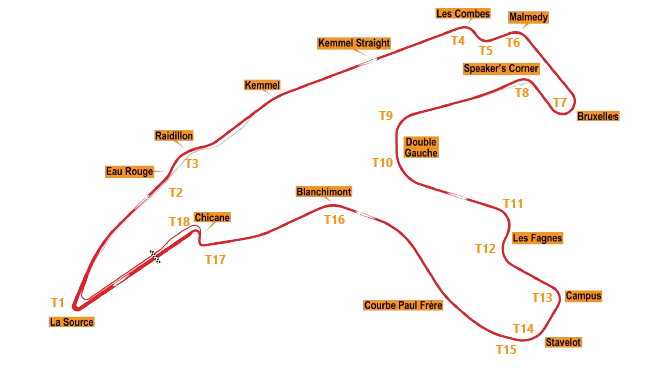 Les Combes
Malmedy
T4
T5
T6
Kemmel Straight
Speaker's Corner
Kemmel
T8
T7
Bruxelles
T9
Raidillon
Double
Gauche
T3
T10
Eau Rouge
T2
Blanchimont
T11
T18
Chicane
T16
Les Fagnes
T12
T17
T1
T13
Campus
Courbe Paul Frère
La Source
T14
Stavelot
T15